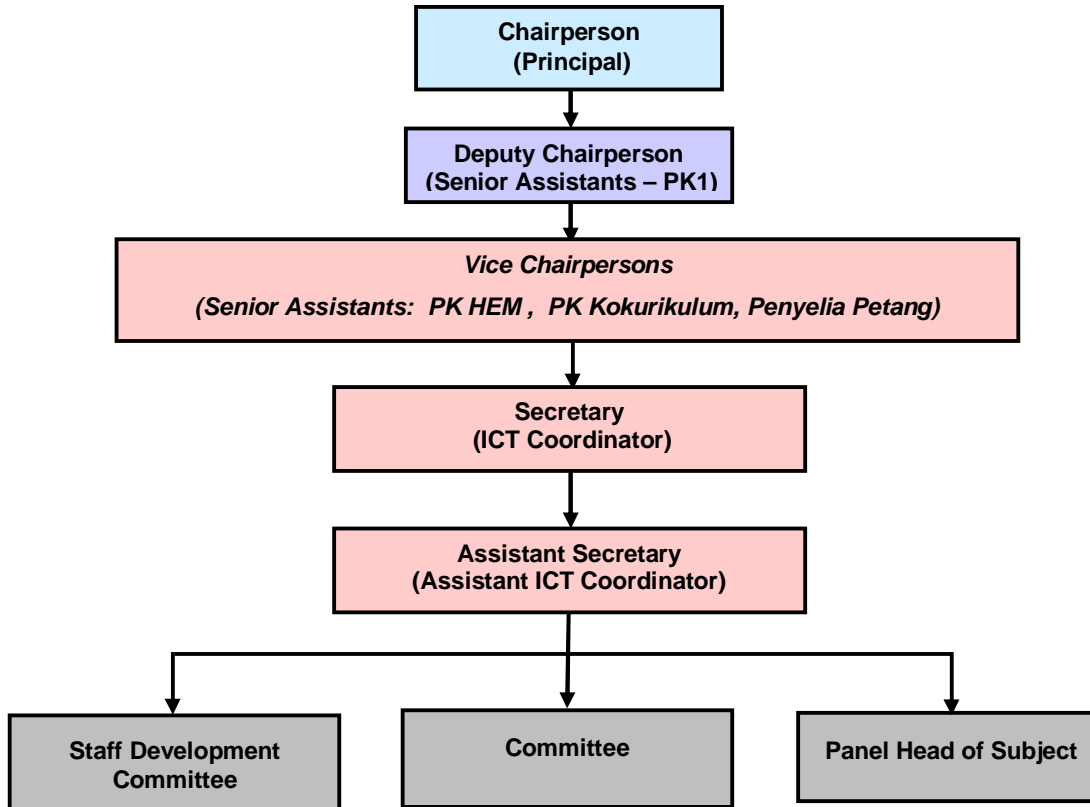 Chairperson
(Principal)
Deputy Chairperson
(Senior Assistants – PK1)
Vice Chairpersons
(Senior Assistants: PK HEM , PK Kokurikulum, Penyelia Petang)
Secretary
(ICT Coordinator)
Assistant Secretary
(Assistant ICT Coordinator)
Staff Development
Committee
Committee
Panel Head of Subject